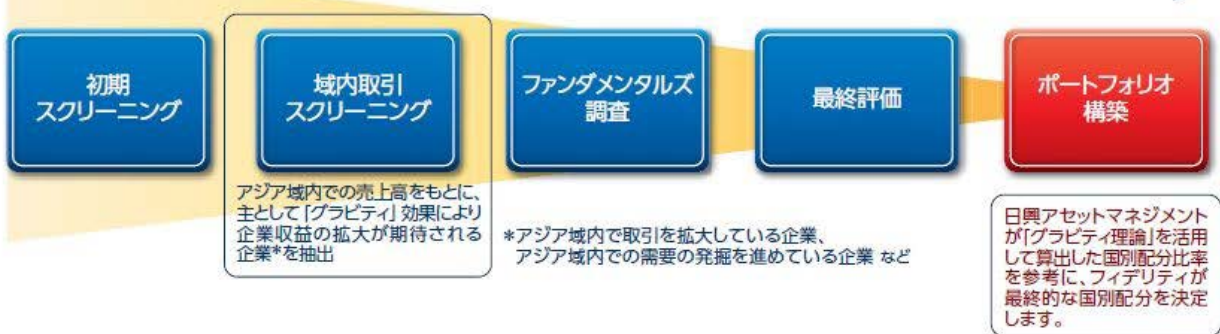 初期
スクリーニング
域内取引
スクリーニング
ファンダメンタルズ
調査
最終評価
ポートフォリオ
構築
アジア域内での売上高をもとに、
主として「グラビティ」効果により
企業収益の拡大が期待される
企業*を抽出
*アジア域内で取引を拡大している企業、
アジア域内での需要の発掘を進めている企業 など
日興アセットマネジメント
が「グラビティ理論」を活用
して算出した国別配分比率
を参考に、フィデリティが
最終的な国別配分を決定
します。